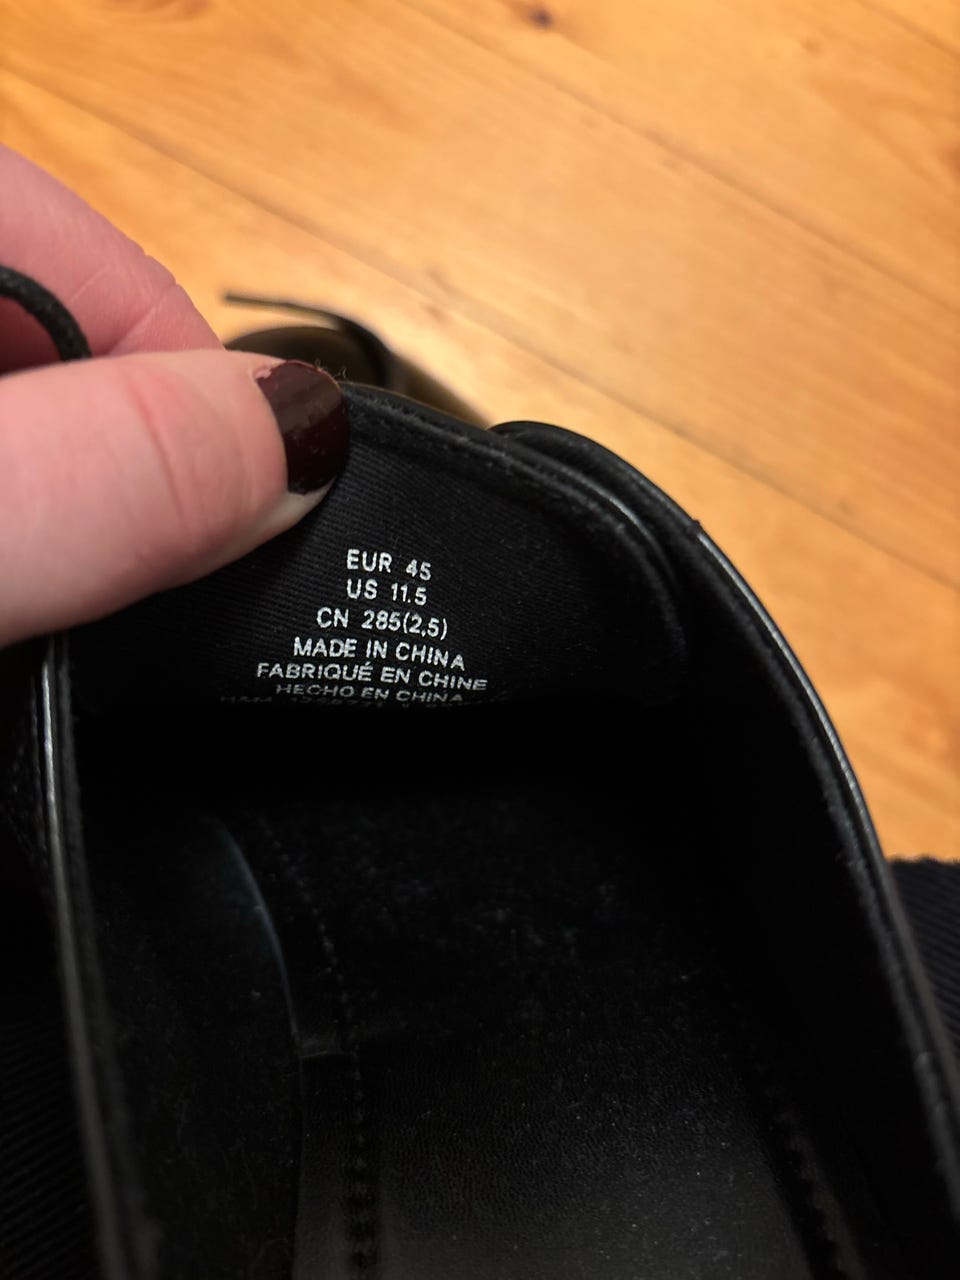 EUR 45
US 11.5
CN 285(2,5)
MADE IN CHINA
FABRIQUÉ EN CHINE
HECHO EN CHINA